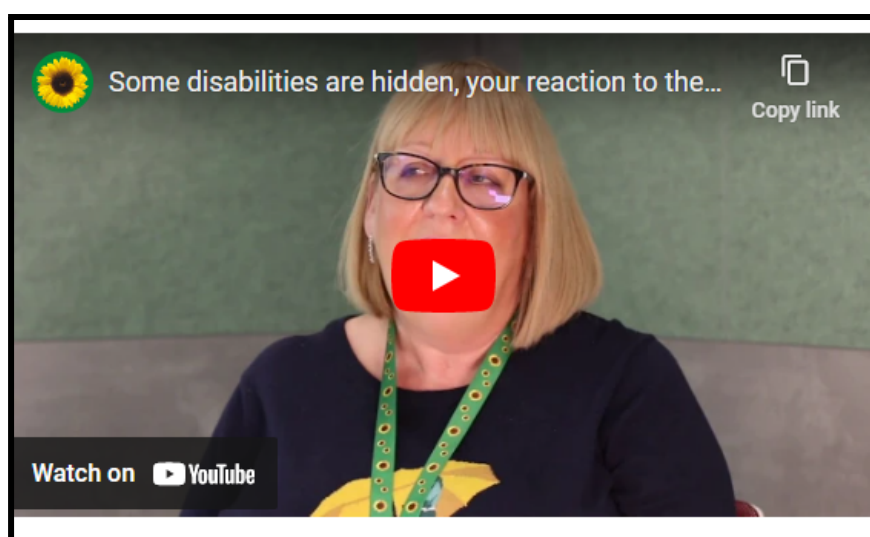 Some disabilities are hidden, your reaction to the...
Copy link
Watch on YouTube